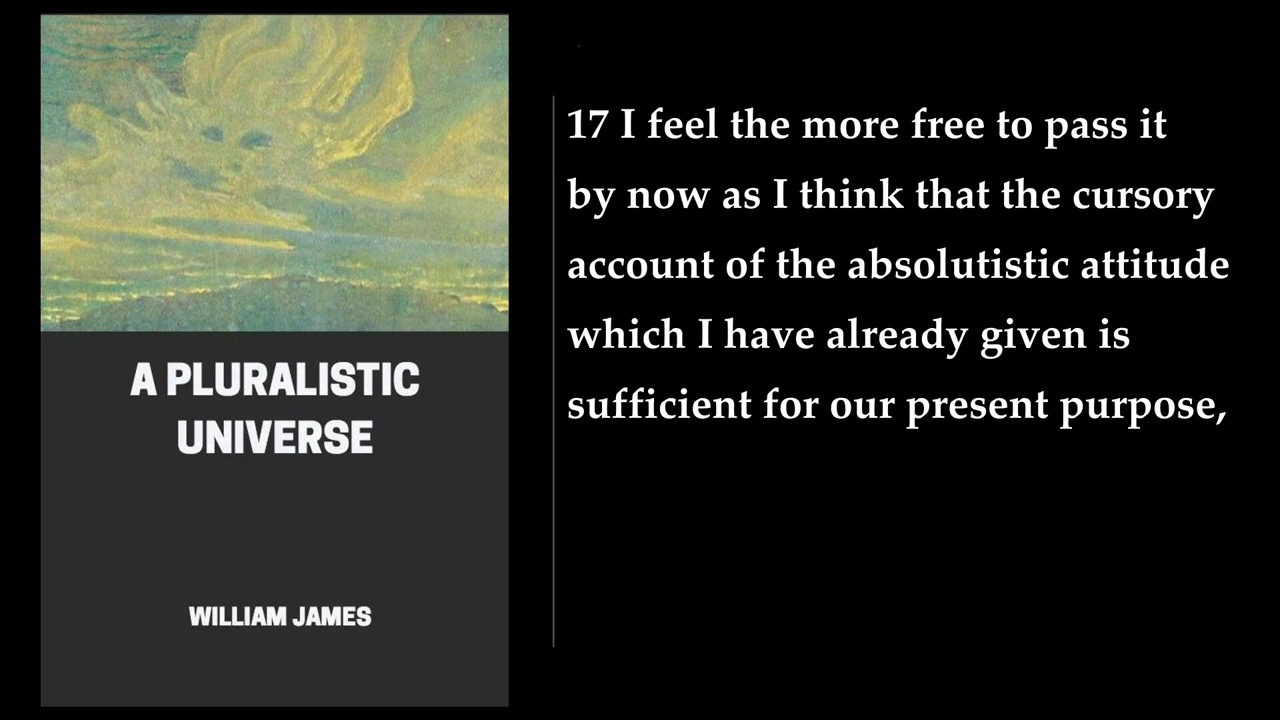 A PLURALISTIC
UNIVERSE
WILLIAM JAMES
17 I feel the more free to pass it
by now as I think that the cursory
account of the absolutistic attitude
which I have already given is
sufficient for our present purpose,